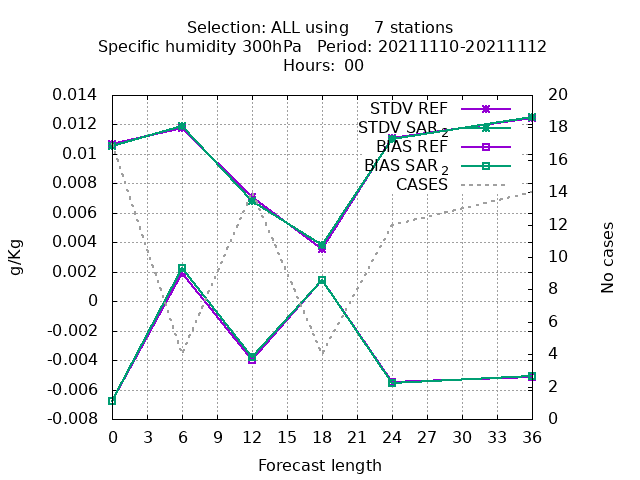 Selection: ALL using 7 stations
Specific humidity 300hPa Period: 20211110-20211112
Hours: 00
0.014
0.012
0.01
0.008
0.006
0.004
0.002
0
-0.002
-0.004
-0.006
-0.008
g/Kg
STDV REF
STDV SAR 2
BIAS REF
BIAS SAR 2
CASES
20
18
16
14
12
10
8
6
4
2
0
No cases
0 3 6 9 12 15 18 21 24 27 30 33 36
Forecast length